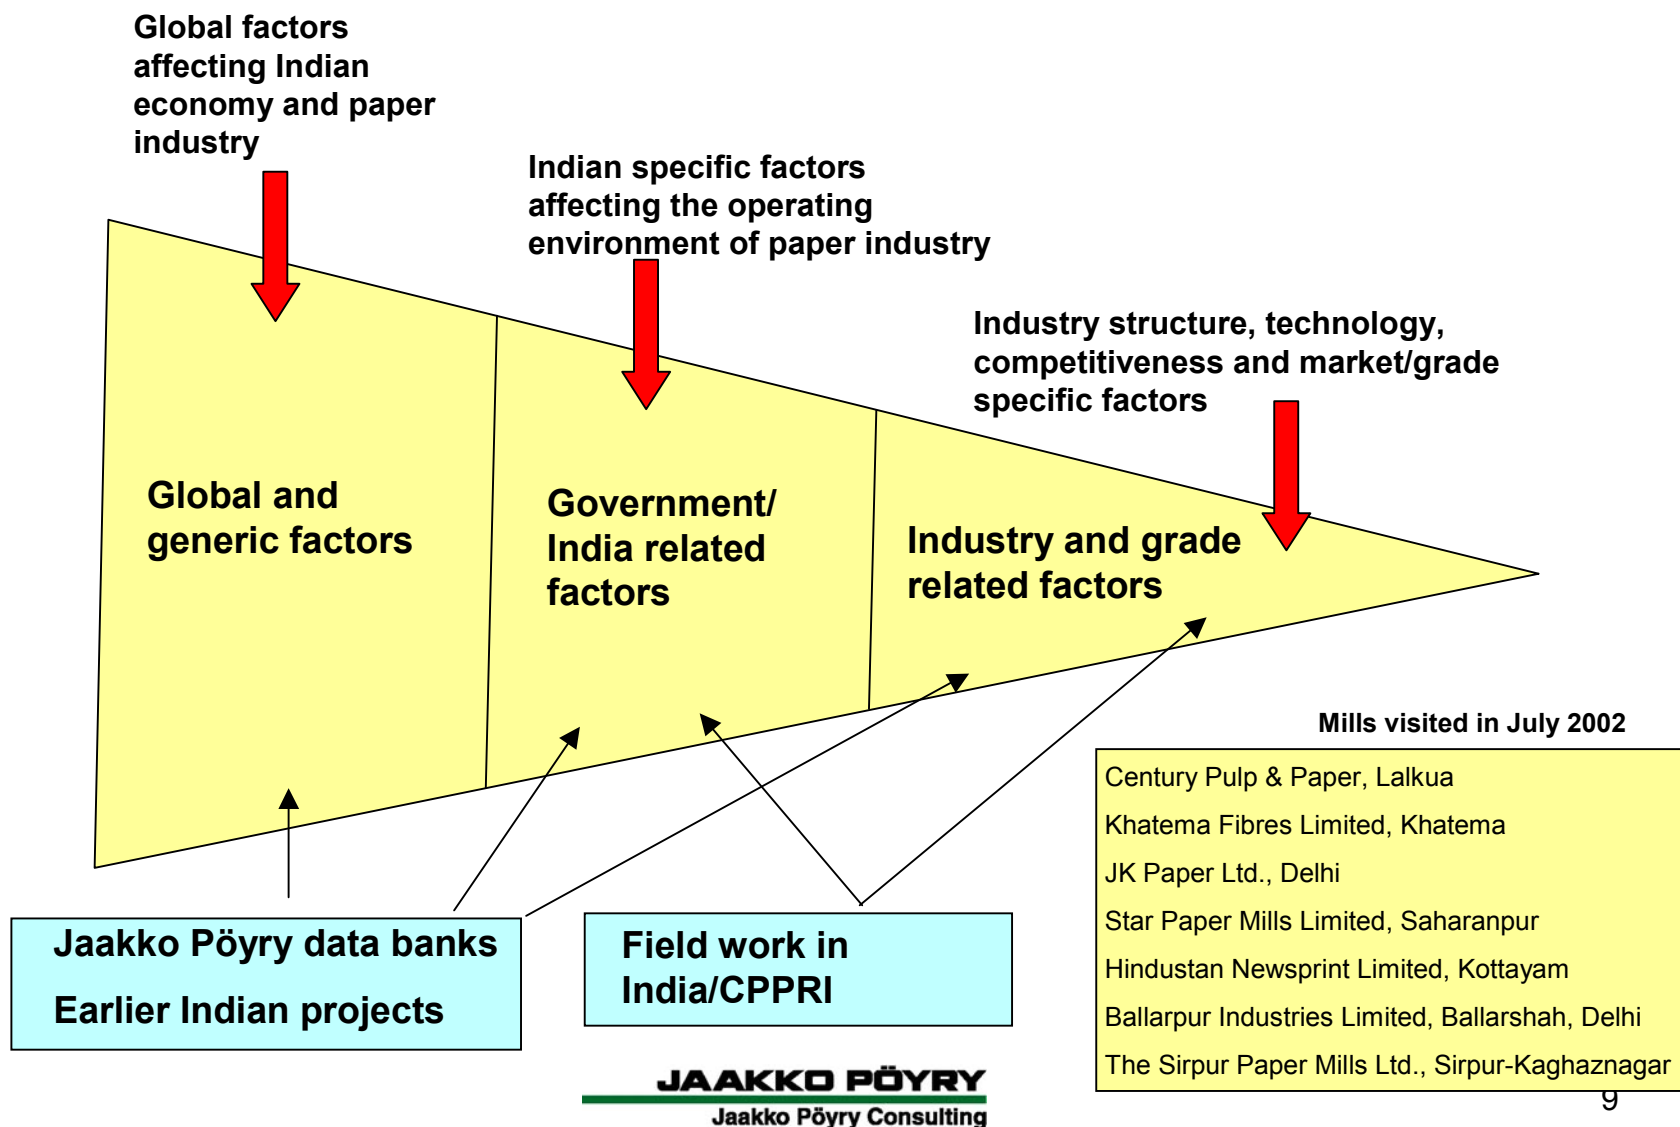 Global factors
affecting Indian
economy and paper
industry
Indian specific factors
affecting the operating
environment of paper industry
Industry structure, technology,
competitiveness and market/grade
specific factors
Global and
generic factors
Government/
India related
factors
Industry and grade
related factors
Mills visited in July 2002
Century Pulp & Paper, Lalkua
Khatema Fibres Limited, Khatema
JK Paper Ltd., Delhi
Star Paper Mills Limited, Saharanpur
Hindustan Newsprint Limited, Kottayam
Ballarpur Industries Limited, Ballarshah, Delhi
The Sirpur Paper Mills Ltd., Sirpur-Kaghaznagar
Jaakko Pöyry data banks
Earlier Indian projects
Field work in
India/CPPRI
JAAKKO PÖYRY
Jaakko Pöyry Consulting
9